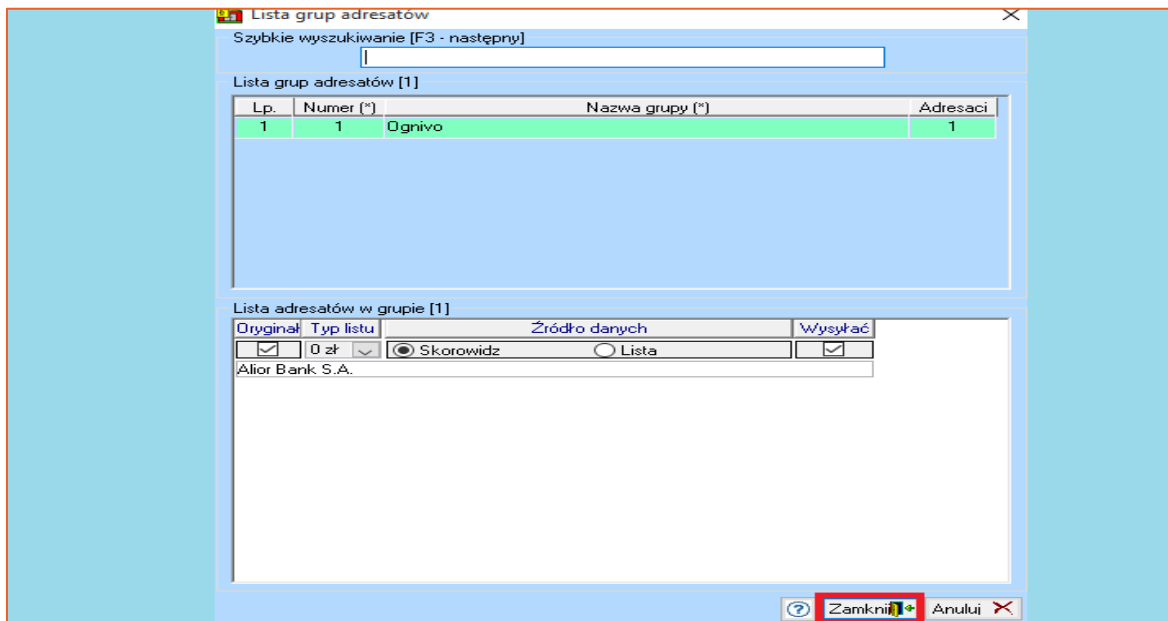 Lista grup adresatów
Szybkie wyszukiwanie [F3 - następny]
Lista grup adresatów [1]
Lp. Numer (*) Nazwa grupy (*) Adresaci
1 1 Ognivo 1
Lista adresatów w grupie [1]
Oryginał Typ listu Źródło danych Wysyłać
0 zł Skorowidz Lista
Alior Bank S.A.
? Zamknij Anuluj